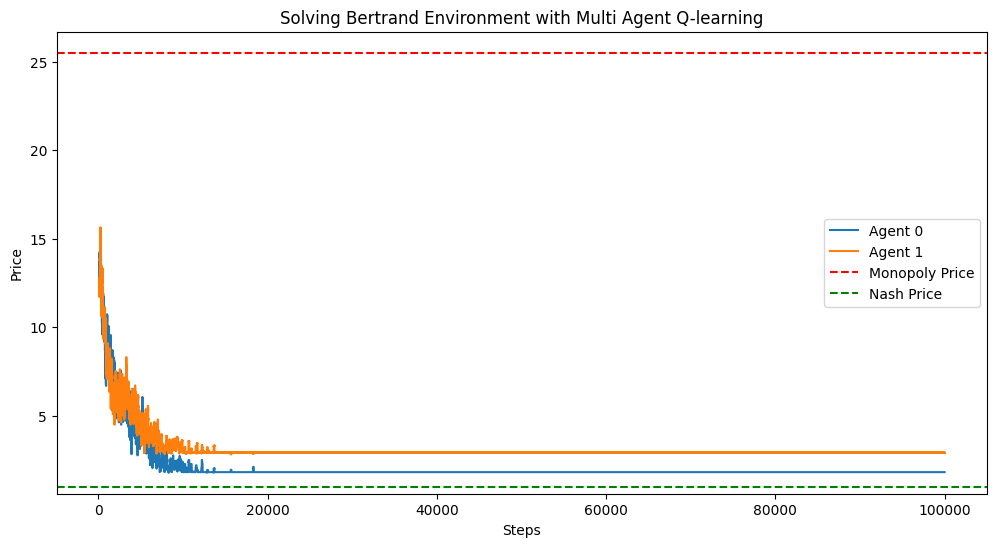 Solving Bertrand Environment with Multi Agent Q-learning
25
20
15
10
5
Price
Agent 0
Agent 1
Monopoly Price
Nash Price
0
20000
40000
60000
80000
100000
Steps